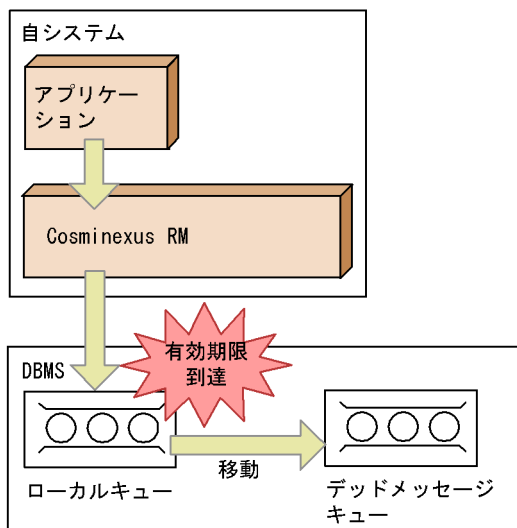 自システム
アプリケー
ション
Cosminexus RM
有効期限
到達
DBMS
移動
ローカルキュー
デッドメッセージ
キュー